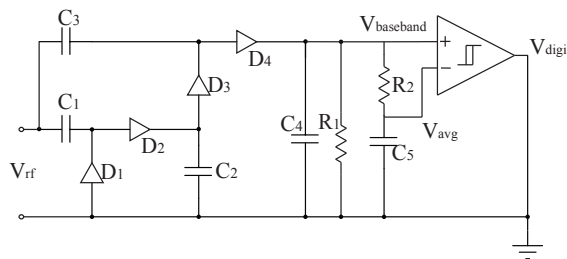 C3
D4
Vbaseband
+
−
Vdigi
D3
R2
C1
D2
Vavg
C4
R1
C5
Vrf
D1
C2